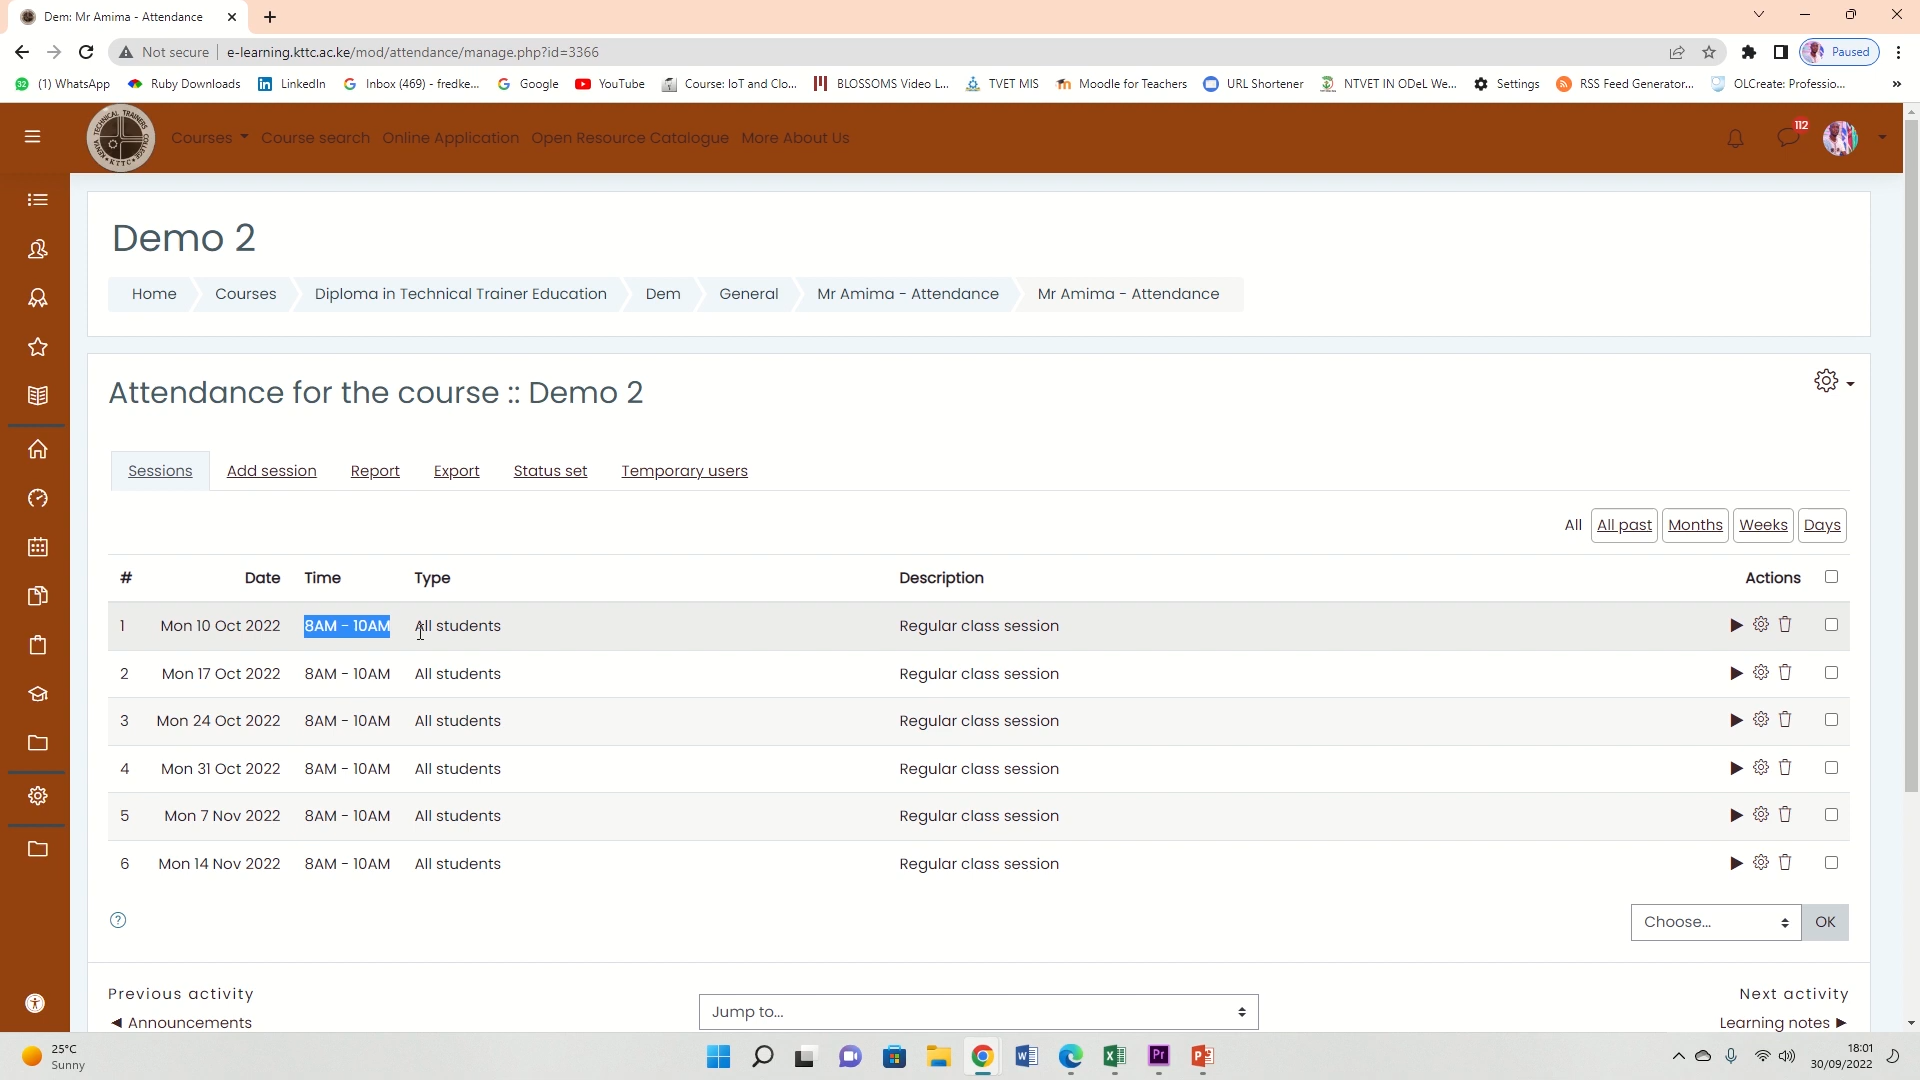 Dem: Mr Amima - Attendance
Not secure e-learning.kttc.ac.ke/mod/attendance/manage.php?id=3366 Paused
(1) WhatsApp Ruby Downloads LinkedIn Inbox (469) - fredke... Google YouTube Course: IoT and Clo... BLOSSOMS Video L... TVET MIS Moodle for Teachers URL Shortener NTVET IN ODeL We... Settings RSS Feed Generator... OLCreate: Professio... »
Courses Course search Online Application Open Resource Catalogue More About Us 112
Demo 2
Home Courses Diploma in Technical Trainer Education Dem General Mr Amima - Attendance Mr Amima - Attendance
Attendance for the course :: Demo 2
Sessions Add session Report Export Status set Temporary users
All All past Months Weeks Days
# Date Time Type Description Actions
1 Mon 10 Oct 2022 8AM - 10AM All students Regular class session
2 Mon 17 Oct 2022 8AM - 10AM All students Regular class session
3 Mon 24 Oct 2022 8AM - 10AM All students Regular class session
4 Mon 31 Oct 2022 8AM - 10AM All students Regular class session
5 Mon 7 Nov 2022 8AM - 10AM All students Regular class session
6 Mon 14 Nov 2022 8AM - 10AM All students Regular class session
Choose... OK
Previous activity Next activity
◄ Announcements Jump to... Learning notes ►
25°C 18:01
Sunny 30/09/2022